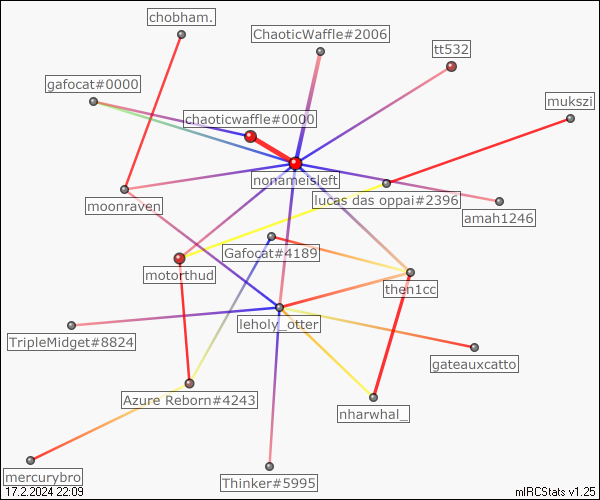 chobham.
ChaoticWaffle#2006
tt532
gafocat#0000
mukszi
chaoticwaffle#0000
nonameisleft
lucas das oppai#2396
moonraven
amah1246
Gafocat#4189
motorthud
then1cc
leholy_otter
TripleMidget#8824
gateauxcatto
Azure Reborn#4243
nharwhal_
mercurybro
Thinker#5995
17.2.2024 22:09
mIRCStats v1.25